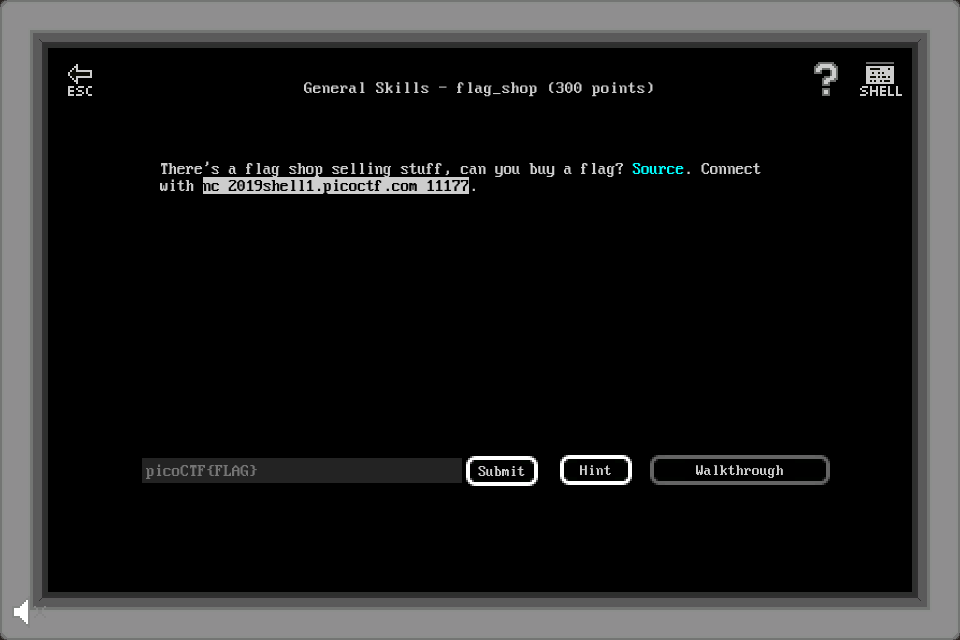 General Skills - flag_shop (300 points)
ESC
?
SHELL
There's a flag shop selling stuff, can you buy a flag? Source. Connect
with nc 2019shell1.picoctf.com 11177.
picoCTF{FLAG}
Submit
Hint
Walkthrough